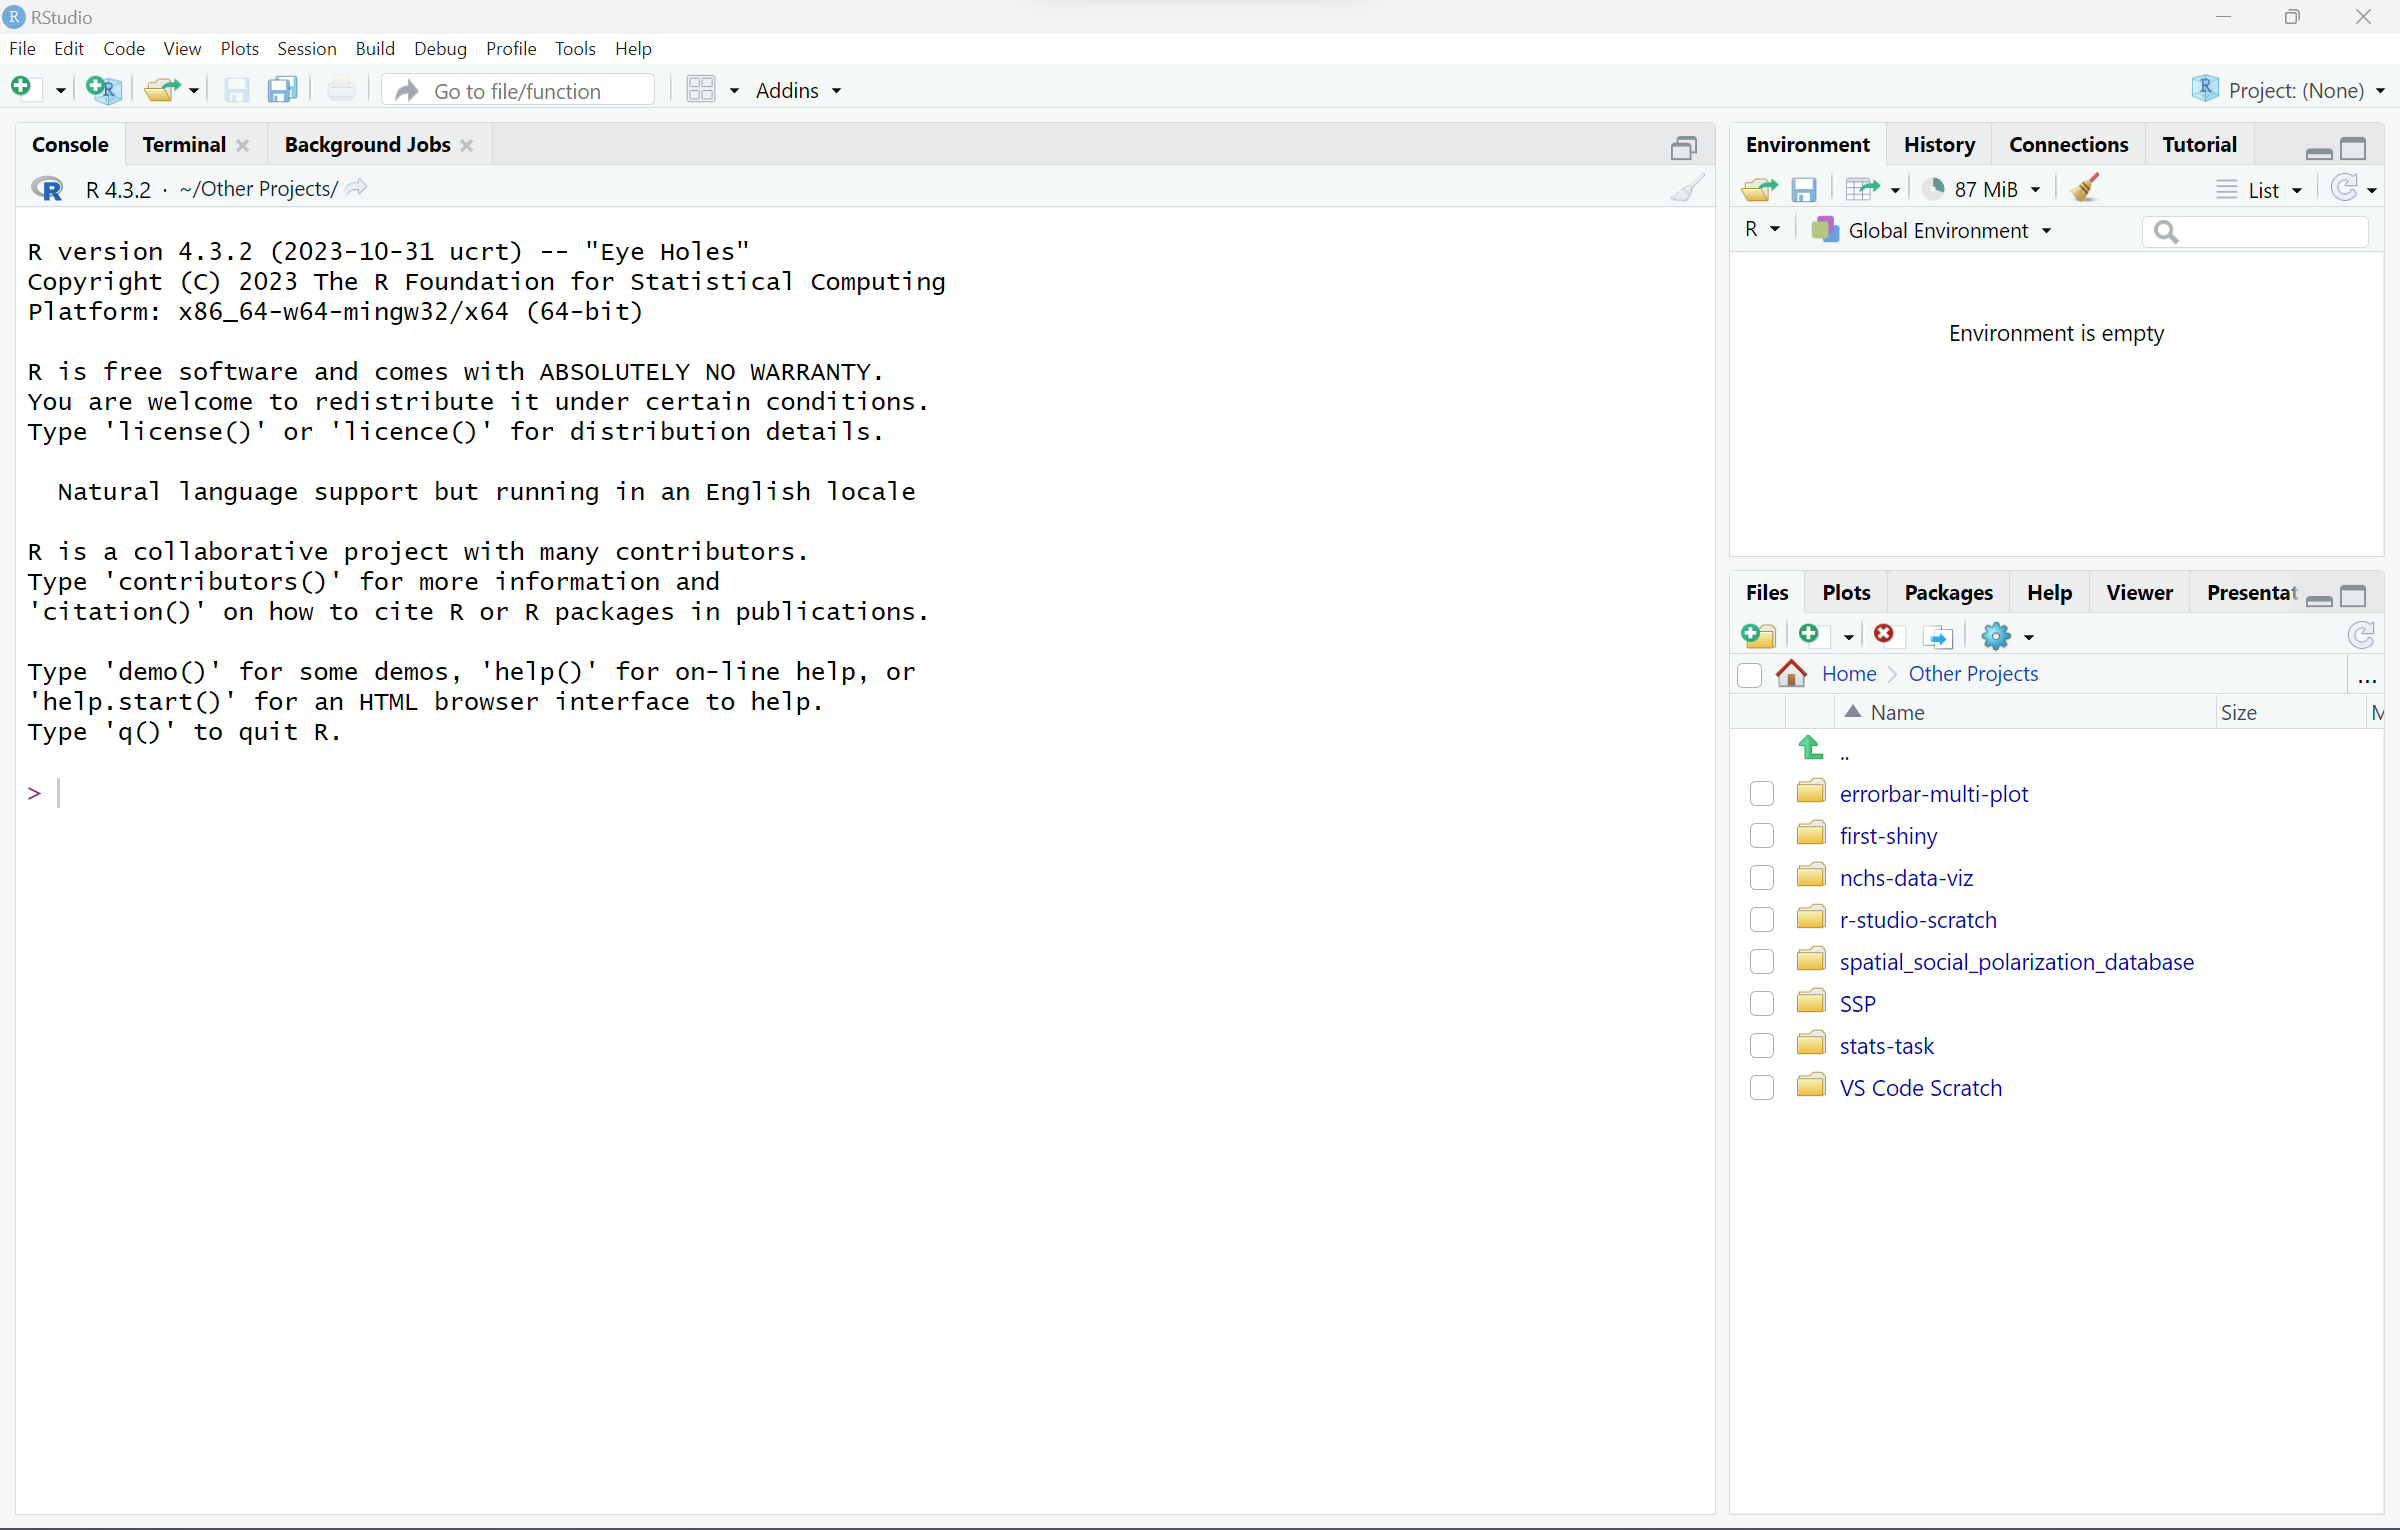 RStudio
File Edit Code View Plots Session Build Debug Profile Tools Help
Go to file/function Addins Project: (None)
Console Terminal Background Jobs
R 4.3.2 · ~/Other Projects/
R version 4.3.2 (2023-10-31 ucrt) -- "Eye Holes"
Copyright (C) 2023 The R Foundation for Statistical Computing
Platform: x86_64-w64-mingw32/x64 (64-bit)
R is free software and comes with ABSOLUTELY NO WARRANTY.
You are welcome to redistribute it under certain conditions.
Type 'license()' or 'licence()' for distribution details.
Natural language support but running in an English locale
R is a collaborative project with many contributors.
Type 'contributors()' for more information and
'citation()' on how to cite R or R packages in publications.
Type 'demo()' for some demos, 'help()' for on-line help, or
'help.start()' for an HTML browser interface to help.
Type 'q()' to quit R.
>
Environment History Connections Tutorial
87 MiB List
R Global Environment
Environment is empty
Files Plots Packages Help Viewer Presentat
Home Other Projects ...
Name Size M
..
errorbar-multi-plot
first-shiny
nchs-data-viz
r-studio-scratch
spatial_social_polarization_database
SSP
stats-task
VS Code Scratch